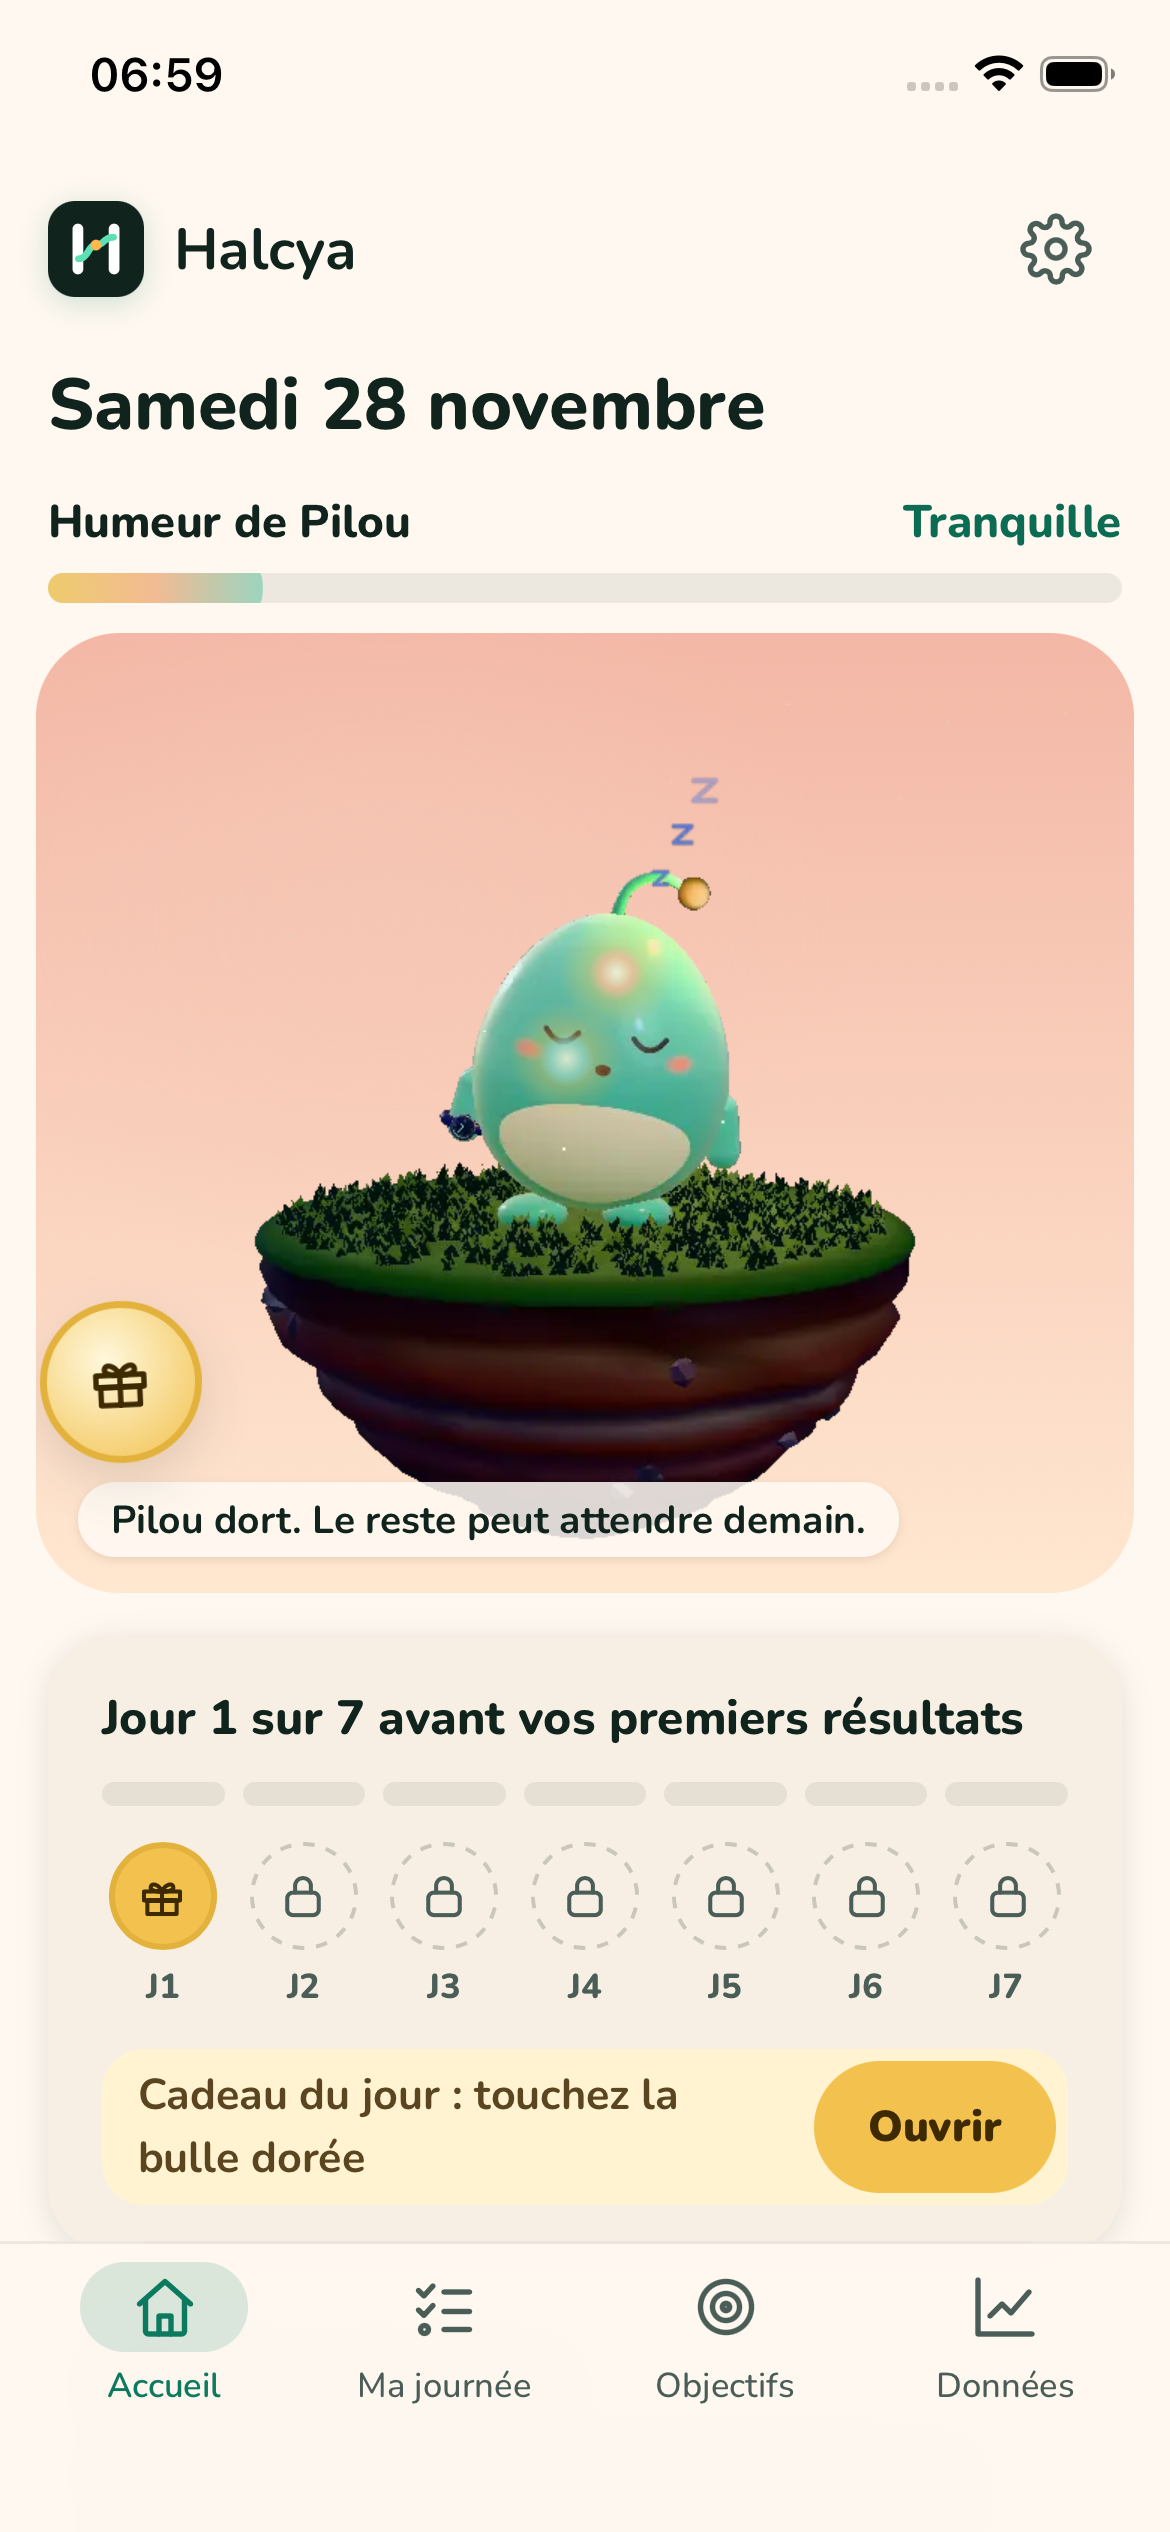 06:59
Halcya
Samedi 28 novembre
Humeur de Pilou
Tranquille
z
z
z
Pilou dort. Le reste peut attendre demain.
Jour 1 sur 7 avant vos premiers résultats
J1
J2
J3
J4
J5
J6
J7
Cadeau du jour : touchez la
bulle dorée
Ouvrir
Accueil
Ma journée
Objectifs
Données